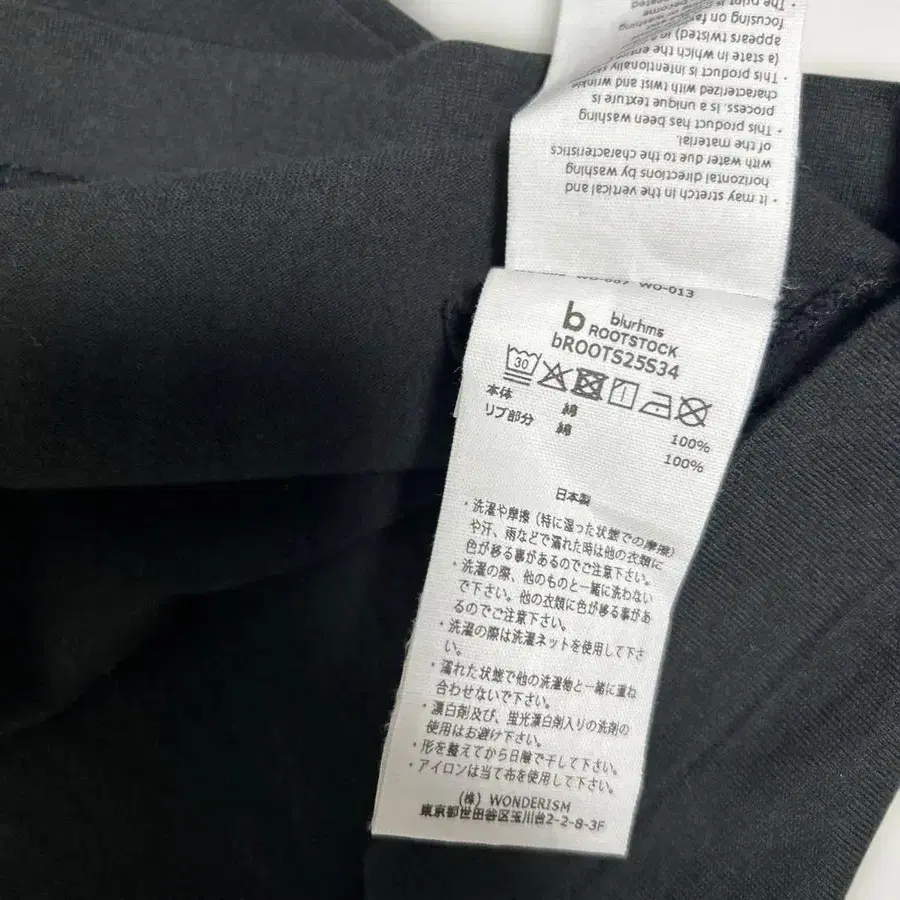 · It may stretch in the vertical and
horizontal directions by washing
with water due to the characteristics
of the material.
· This product has been washing
process. is a unique texture is
characterized with twist and wrinkle
· This product is intentionally
(a state in which the
appears twisted) in a
focusing on fan
WO-013
b blurhms
ROOTSTOCK
bROOTS25S34
30
本体 綿 100%
リブ部分 綿 100%
日本製
・洗濯や摩擦(特に湿った状態での摩擦)
や汗、雨などで濡れた時は他の衣類に
色が移る事があるのでご注意下さい。
・洗濯の際、他のものと一緒に洗わない
で下さい。他の衣類に色が移る事があ
るのでご注意下さい。
・洗濯の際は洗濯ネットを使用して下さ
い。
・濡れた状態で他の洗濯物と一緒に重ね
合わせないで下さい。
・漂白剤及び、蛍光漂白剤入りの洗剤の
使用はお避け下さい。
・形を整えてから日陰で干して下さい。
・アイロンは当て布を使用して下さい。
(株) WONDERISM
東京都世田谷区玉川台2-2-8-3F